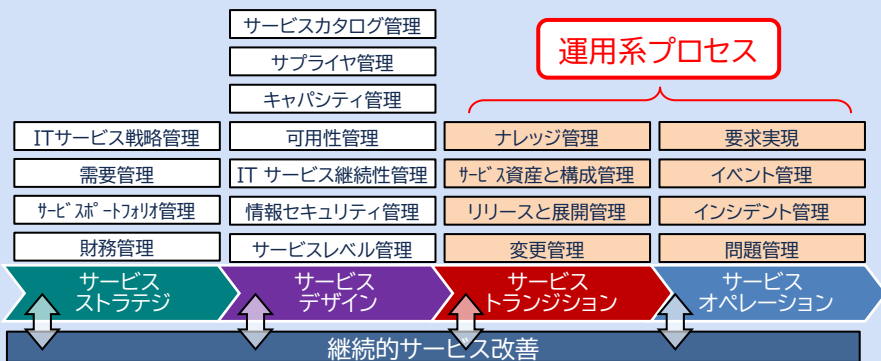 サービスカタログ管理
サプライヤ管理
キャパシティ管理
運用系プロセス
ITサービス戦略管理
可用性管理
ナレッジ管理
要求実現
需要管理
IT サービス継続性管理
サービス資産と構成管理
イベント管理
サービスポートフォリオ管理
情報セキュリティ管理
リリースと展開管理
インシデント管理
財務管理
サービスレベル管理
変更管理
問題管理
サービス
ストラテジ
サービス
デザイン
サービス
トランジション
サービス
オペレーション
継続的サービス改善